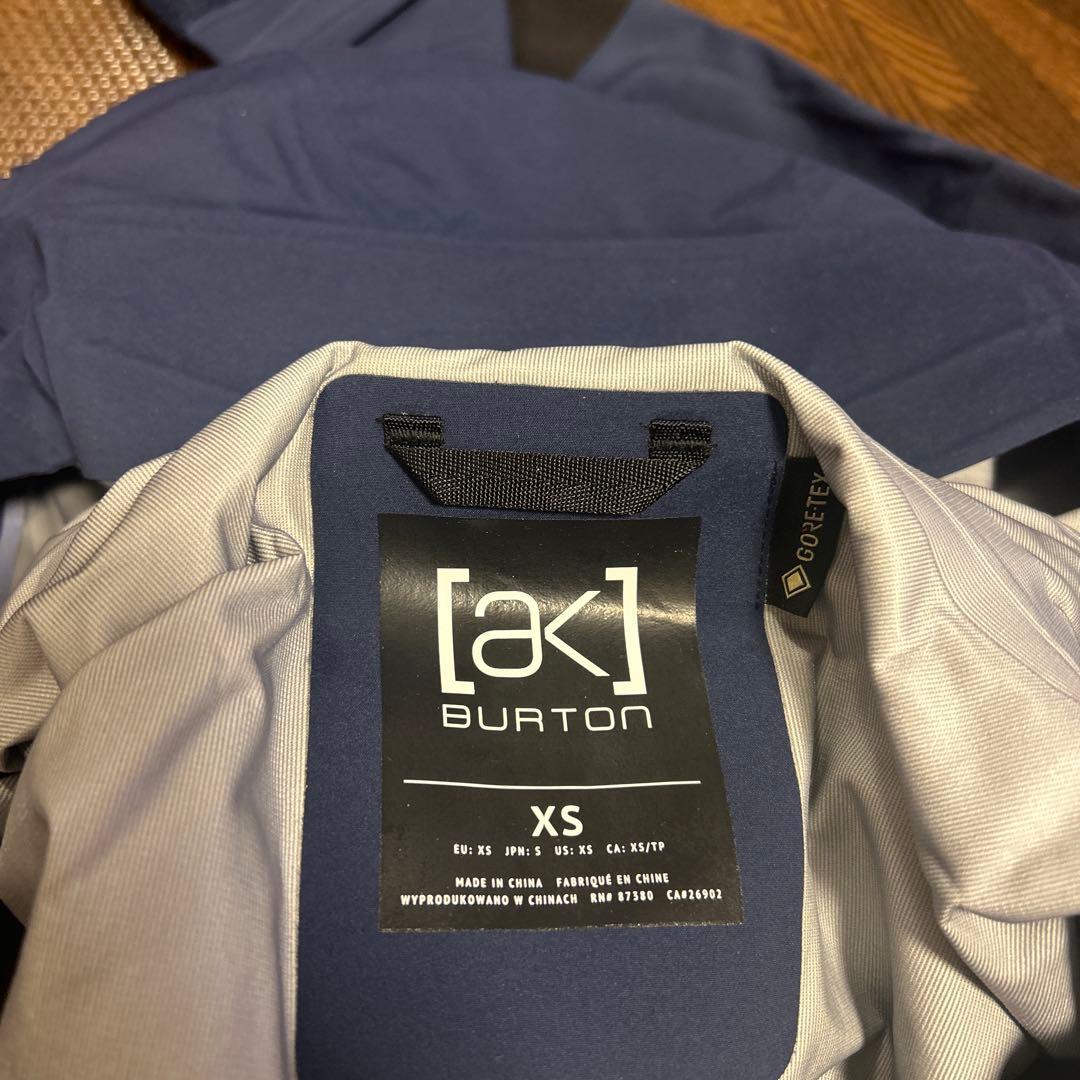 [ak]
BURTON
XS
EU: XS JPN: S US: XS CA: XS/TP
MADE IN CHINA FABRIQUÉ EN CHINE
WYPRODUKOWANO W CHINACH RN# 87380 CA#26902
GORE-TEX